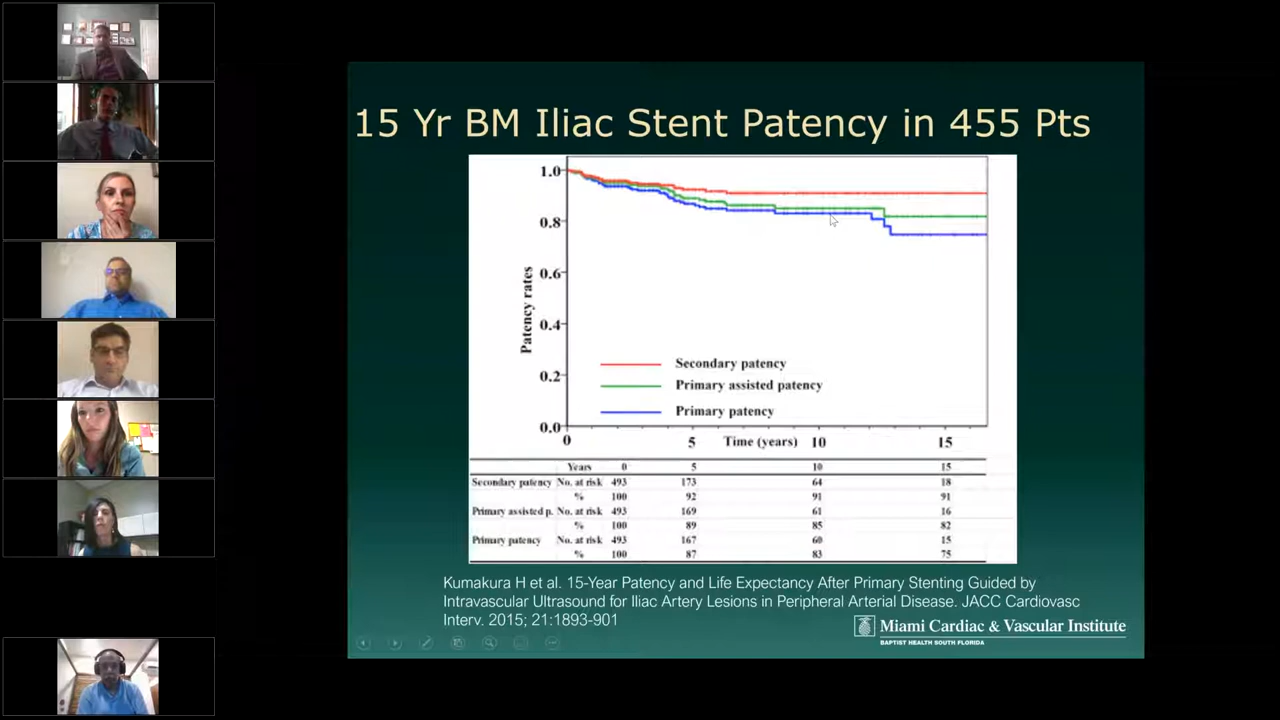 15 Yr BM Iliac Stent Patency in 455 Pts
1.0
0.8
0.6
0.4
0.2
0.0
Patency rates
Secondary patency
Primary assisted patency
Primary patency
0 5 Time (years) 10 15
Years 0 5 10 15
Secondary patency No. at risk 493 173 64 18
% 100 92 91 91
Primary assisted p. No. at risk 493 169 61 16
% 100 89 85 82
Primary patency No. at risk 493 167 60 15
% 100 87 83 75
Kumakura H et al. 15-Year Patency and Life Expectancy After Primary Stenting Guided by
Intravascular Ultrasound for Iliac Artery Lesions in Peripheral Arterial Disease. JACC Cardiovasc
Interv. 2015; 21:1893-901
Miami Cardiac & Vascular Institute
BAPTIST HEALTH SOUTH FLORIDA